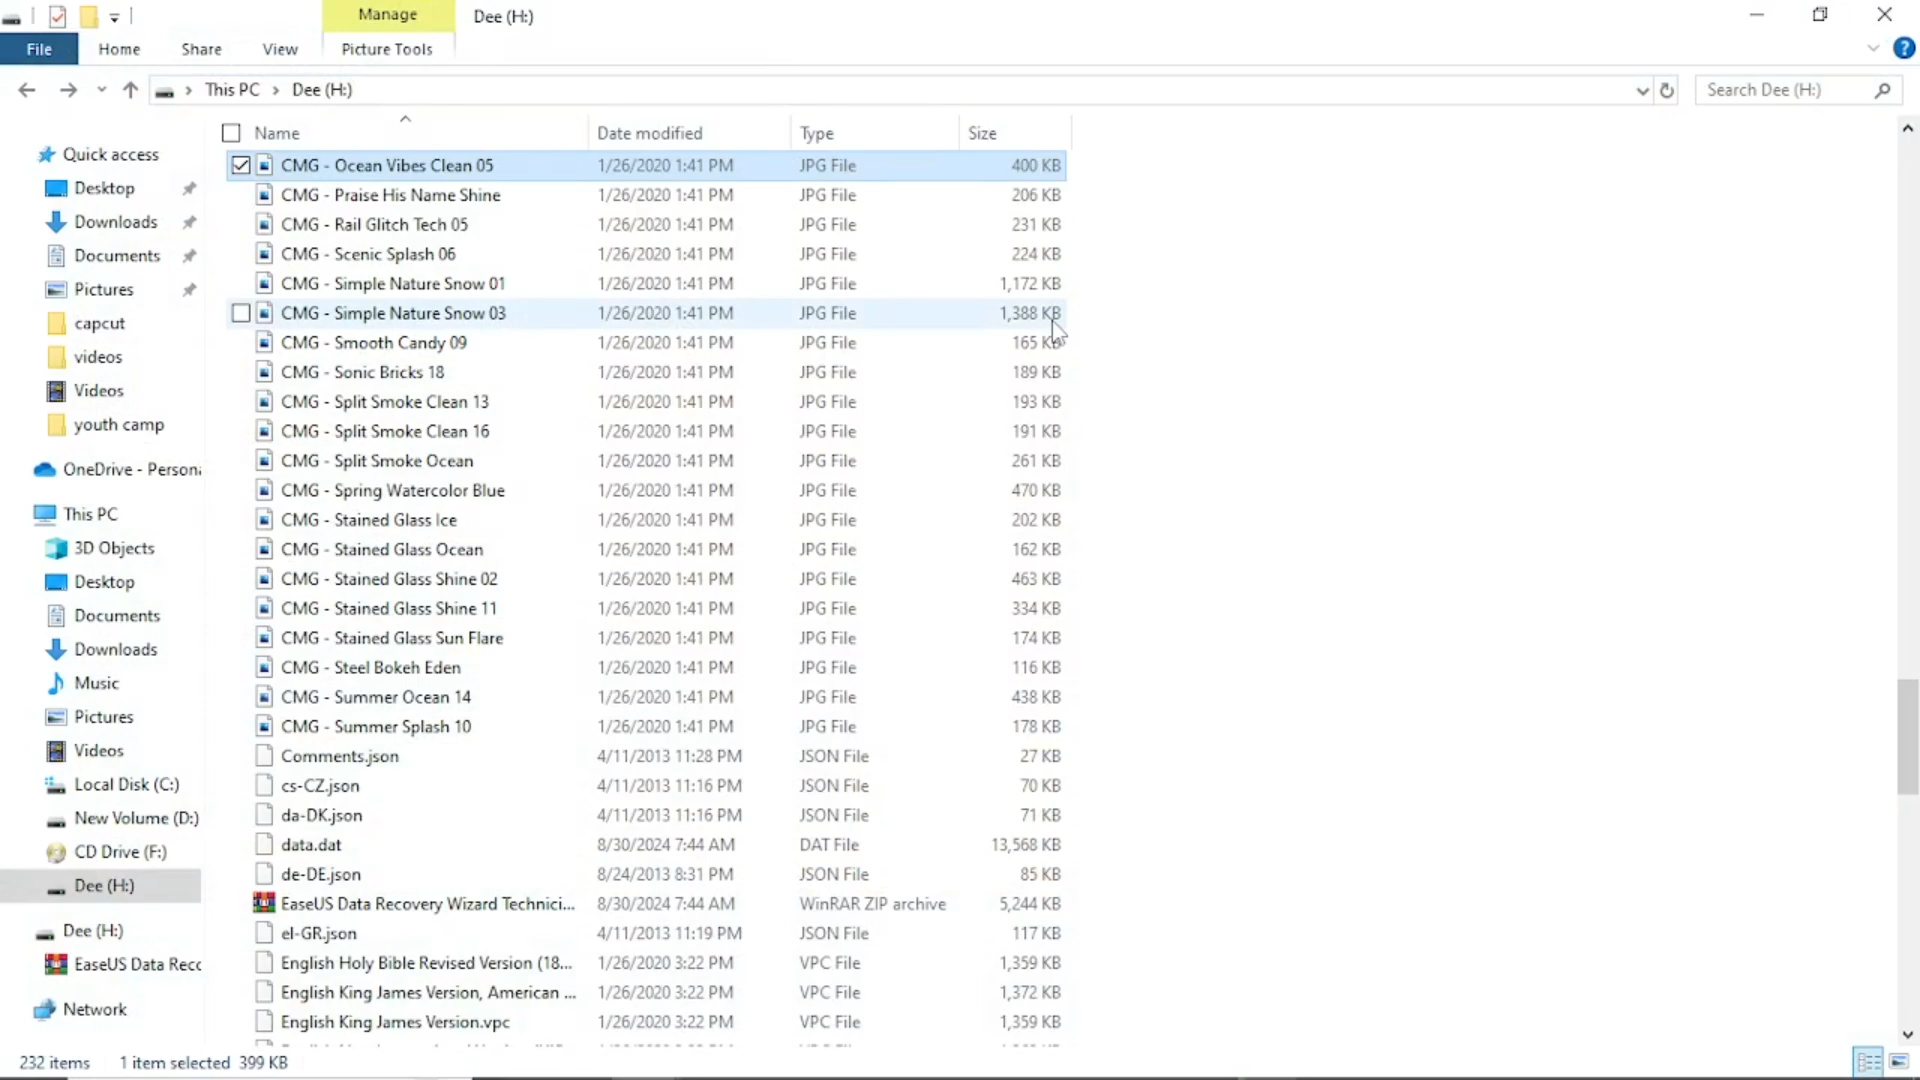 Manage
Dee (H:)
File
Home
Share
View
Picture Tools
This PC
Dee (H:)
Search Dee (H:)
Name
Date modified
Type
Size
Quick access
Desktop
Downloads
Documents
Pictures
capcut
videos
Videos
youth camp
OneDrive - Persona
This PC
3D Objects
Desktop
Documents
Downloads
Music
Pictures
Videos
Local Disk (C:)
New Volume (D:)
CD Drive (F:)
Dee (H:)
Dee (H:)
EaseUS Data Recc
Network
CMG - Ocean Vibes Clean 05 1/26/2020 1:41 PM JPG File 400 KB
CMG - Praise His Name Shine 1/26/2020 1:41 PM JPG File 206 KB
CMG - Rail Glitch Tech 05 1/26/2020 1:41 PM JPG File 231 KB
CMG - Scenic Splash 06 1/26/2020 1:41 PM JPG File 224 KB
CMG - Simple Nature Snow 01 1/26/2020 1:41 PM JPG File 1,172 KB
CMG - Simple Nature Snow 03 1/26/2020 1:41 PM JPG File 1,388 KB
CMG - Smooth Candy 09 1/26/2020 1:41 PM JPG File 165 KB
CMG - Sonic Bricks 18 1/26/2020 1:41 PM JPG File 189 KB
CMG - Split Smoke Clean 13 1/26/2020 1:41 PM JPG File 193 KB
CMG - Split Smoke Clean 16 1/26/2020 1:41 PM JPG File 191 KB
CMG - Split Smoke Ocean 1/26/2020 1:41 PM JPG File 261 KB
CMG - Spring Watercolor Blue 1/26/2020 1:41 PM JPG File 470 KB
CMG - Stained Glass Ice 1/26/2020 1:41 PM JPG File 202 KB
CMG - Stained Glass Ocean 1/26/2020 1:41 PM JPG File 162 KB
CMG - Stained Glass Shine 02 1/26/2020 1:41 PM JPG File 463 KB
CMG - Stained Glass Shine 11 1/26/2020 1:41 PM JPG File 334 KB
CMG - Stained Glass Sun Flare 1/26/2020 1:41 PM JPG File 174 KB
CMG - Steel Bokeh Eden 1/26/2020 1:41 PM JPG File 116 KB
CMG - Summer Ocean 14 1/26/2020 1:41 PM JPG File 438 KB
CMG - Summer Splash 10 1/26/2020 1:41 PM JPG File 178 KB
Comments.json 4/11/2013 11:28 PM JSON File 27 KB
cs-CZ.json 4/11/2013 11:16 PM JSON File 70 KB
da-DK.json 4/11/2013 11:16 PM JSON File 71 KB
data.dat 8/30/2024 7:44 AM DAT File 13,568 KB
de-DE.json 8/24/2013 8:31 PM JSON File 85 KB
EaseUS Data Recovery Wizard Technici... 8/30/2024 7:44 AM WinRAR ZIP archive 5,244 KB
el-GR.json 4/11/2013 11:19 PM JSON File 117 KB
English Holy Bible Revised Version (18... 1/26/2020 3:22 PM VPC File 1,359 KB
English King James Version, American ... 1/26/2020 3:22 PM VPC File 1,372 KB
English King James Version.vpc 1/26/2020 3:22 PM VPC File 1,359 KB
232 items 1 item selected 399 KB